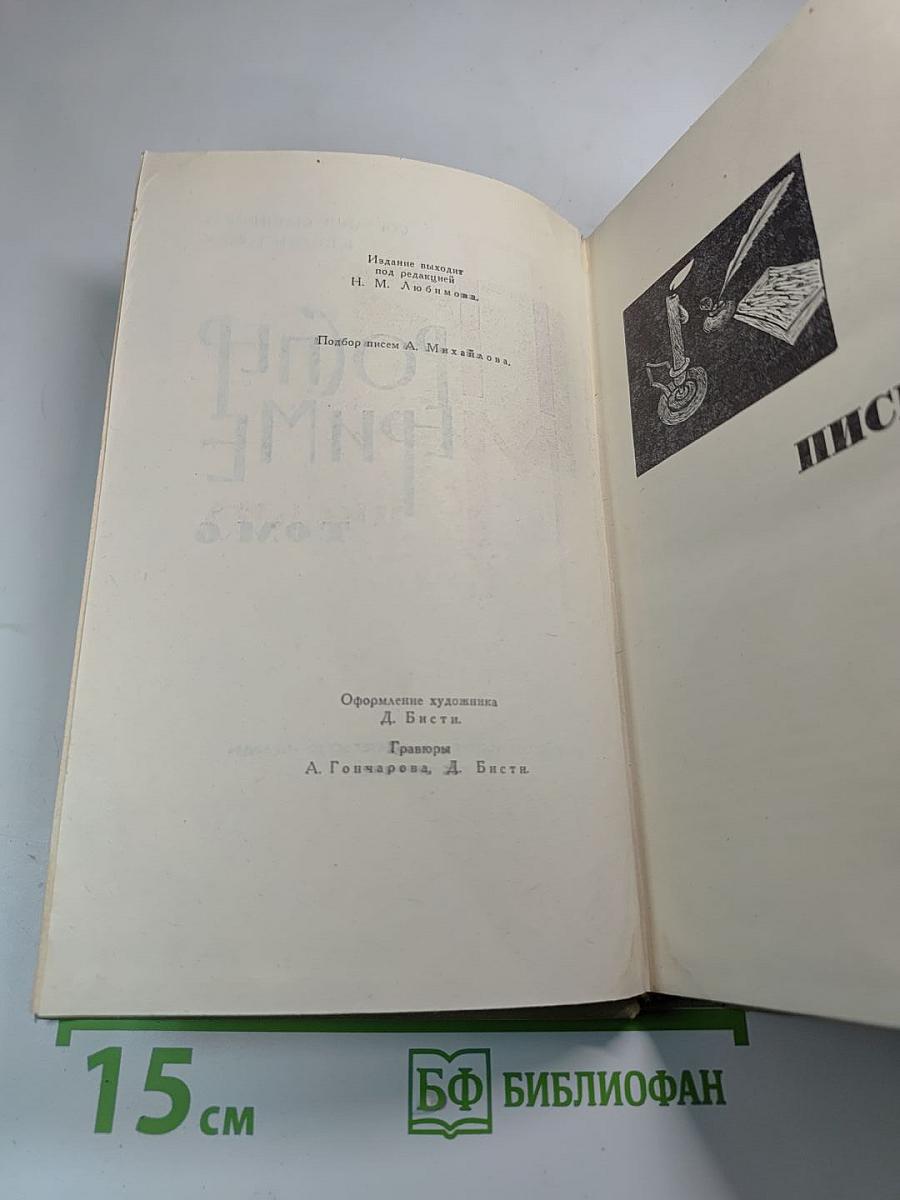 Издание выходит
под редакцией
Н. М. Любимова.
Подбор писем А. Михайлова.
Оформление художника
Д. Бисти.
Гравюры
А. Гончарова, Д. Бисти.
15 см
БФ БИБЛИОФАН